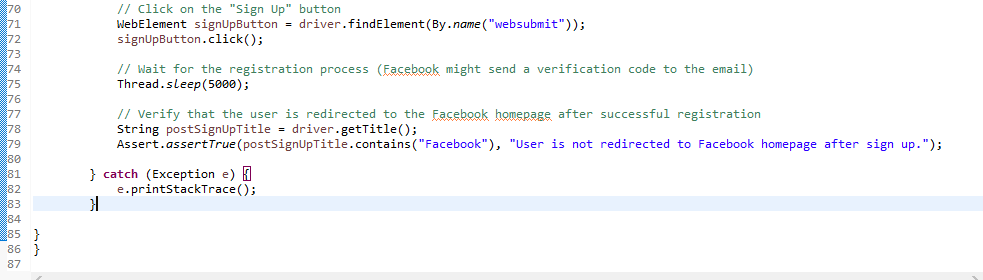 70 // Click on the "Sign Up" button
71 WebElement signUpButton = driver.findElement(By.name("websubmit"));
72 signUpButton.click();
73
74 // Wait for the registration process (Facebook might send a verification code to the email)
75 Thread.sleep(5000);
76
77 // Verify that the user is redirected to the Facebook homepage after successful registration
78 String postSignUpTitle = driver.getTitle();
79 Assert.assertTrue(postSignUpTitle.contains("Facebook"), "User is not redirected to Facebook homepage after sign up.");
80
81 } catch (Exception e) {
82 e.printStackTrace();
83 }
84
85 }
86 }
87